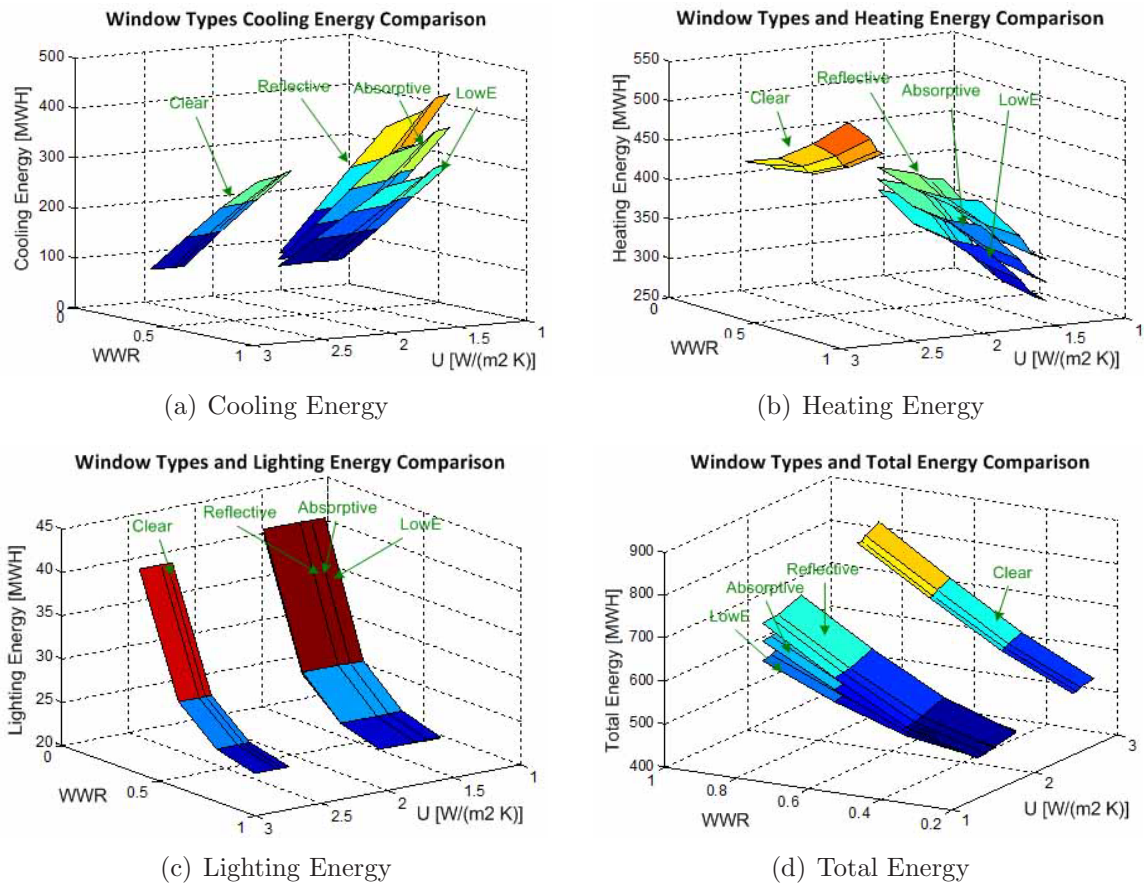 Window Types Cooling Energy Comparison
500
400
300
200
100
0
Cooling Energy [MWH]
Clear
Reflective
Absorptive
LowE
0
0.5
1
WWR
3
2.5
2
1.5
1
U [W/(m2 K)]
(a) Cooling Energy
Window Types and Heating Energy Comparison
550
500
450
400
350
300
250
Heating Energy [MWH]
Clear
Reflective
Absorptive
LowE
0
0 5
1
WWR
3
2.5
2
1.5
1
U [W/(m2 K)]
(b) Heating Energy
Window Types and Lighting Energy Comparison
45
40
35
30
25
20
Lighting Energy [MWH]
Clear
Reflective
Absorptive
LowE
0
0.5
1
WWR
3
2.5
2
1.5
1
U [W/(m2 K)]
(c) Lighting Energy
Window Types and Total Energy Comparison
900
800
700
600
500
400
Total Energy [MWH]
Reflective
Absorptive
LowE
Clear
1
0.8
0.6
0.4
0.2
WWR
1
2
3
U [W/(m2 K)]
(d) Total Energy